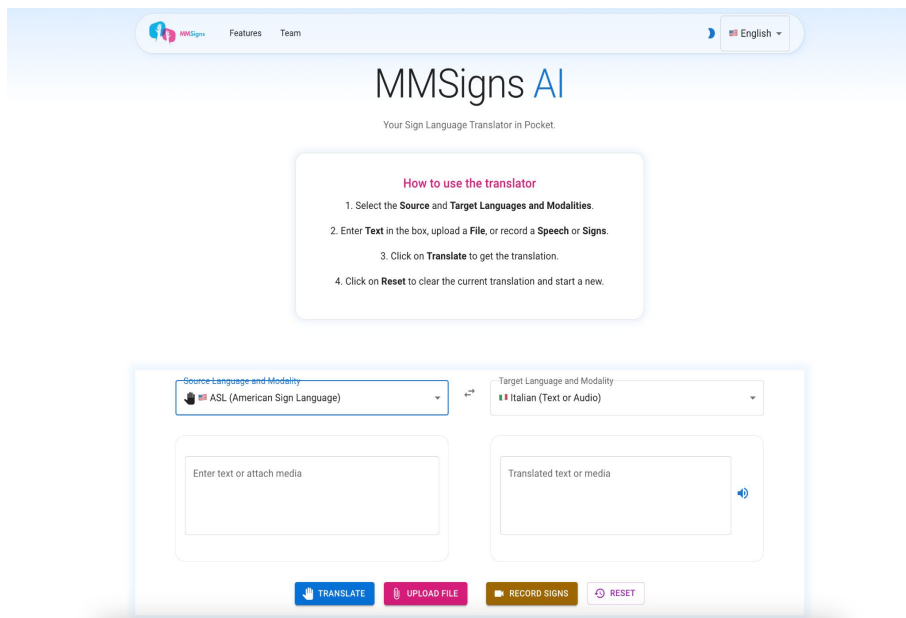 MMSigns
Features
Team
English
MMSigns AI
Your Sign Language Translator in Pocket.
How to use the translator
1. Select the Source and Target Languages and Modalities.
2. Enter Text in the box, upload a File, or record a Speech or Signs.
3. Click on Translate to get the translation.
4. Click on Reset to clear the current translation and start a new.
Source Language and Modality
ASL (American Sign Language)
Target Language and Modality
Italian (Text or Audio)
Enter text or attach media
Translated text or media
TRANSLATE
UPLOAD FILE
RECORD SIGNS
RESET